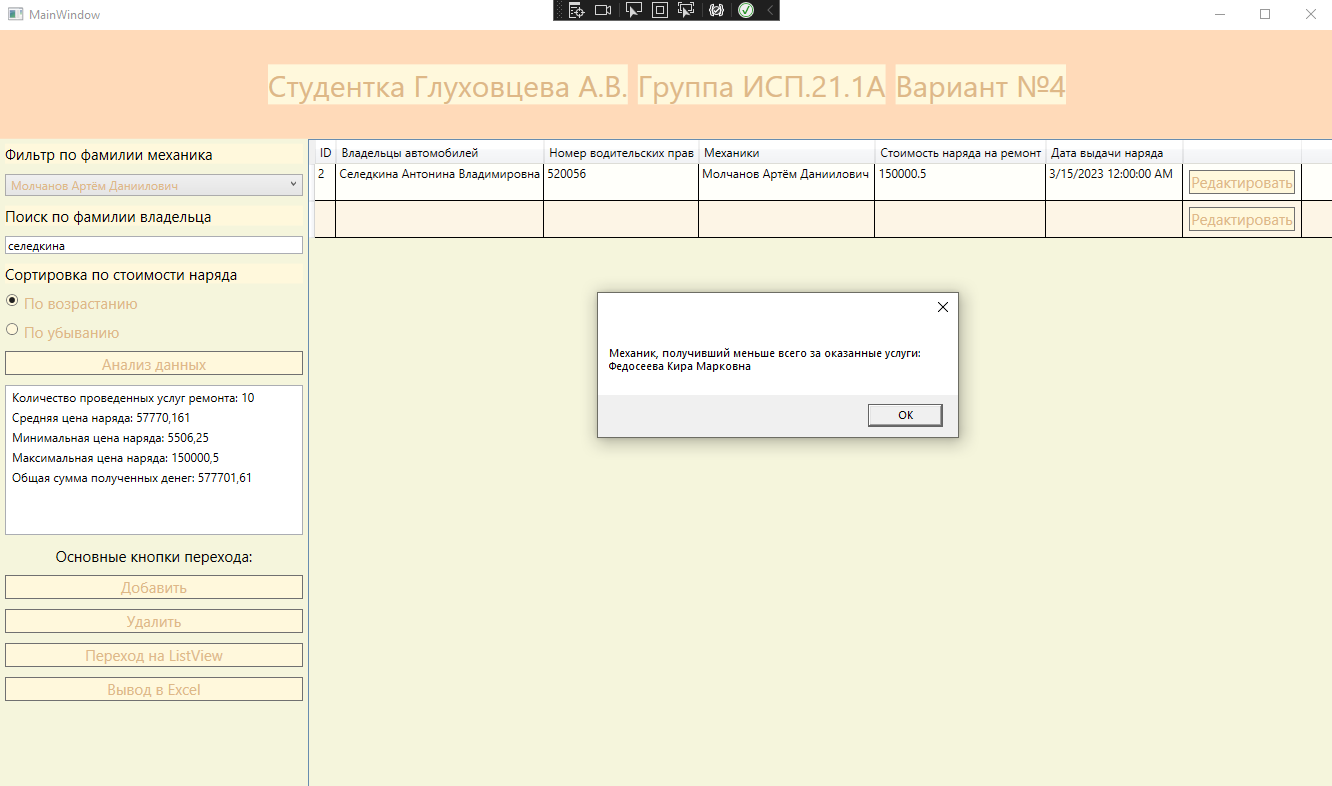 MainWindow
Студентка Глуховцева А.В. Группа ИСП.21.1А Вариант №4
Фильтр по фамилии механика
Молчанов Артём Даниилович
Поиск по фамилии владельца
селедкина
Сортировка по стоимости наряда
По возрастанию
По убыванию
Анализ данных
Количество проведенных услуг ремонта: 10
Средняя цена наряда: 57770,161
Минимальная цена наряда: 5506,25
Максимальная цена наряда: 150000,5
Общая сумма полученных денег: 577701,61
Основные кнопки перехода:
Добавить
Удалить
Переход на ListView
Вывод в Excel
ID Владельцы автомобилей Номер водительских прав Механики Стоимость наряда на ремонт Дата выдачи наряда
2 Селедкина Антонина Владимировна 520056 Молчанов Артём Даниилович 150000.5 3/15/2023 12:00:00 AM Редактировать
Редактировать
Механик, получивший меньше всего за оказанные услуги:
Федосеева Кира Марковна
ОК